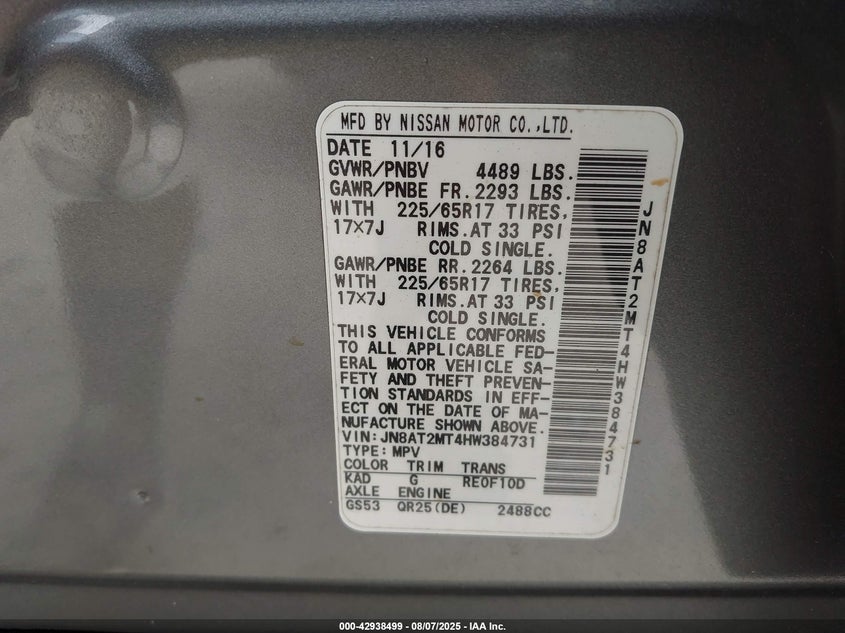 MFD BY NISSAN MOTOR CO.,LTD.
DATE 11/16
GVWR/PNBV 4489 LBS.
GAWR/PNBE FR.2293 LBS.
WITH 225/65R17 TIRES,
17×7J RIMS.AT 33 PSI
COLD SINGLE.
GAWR/PNBE RR.2264 LBS.
WITH 225/65R17 TIRES,
17×7J RIMS.AT 33 PSI
COLD SINGLE.
THIS VEHICLE CONFORMS
TO ALL APPLICABLE FED-
ERAL MOTOR VEHICLE SA-
FETY AND THEFT PREVEN-
TION STANDARDS IN EFF-
ECT ON THE DATE OF MA-
NUFACTURE SHOWN ABOVE.
VIN:JN8AT2MT4HW384731
TYPE:MPV
COLOR TRIM TRANS
KAD G RE0F10D
AXLE ENGINE
GS53 QR25(DE) 2488CC
JN8AT2MT4HW384731
000-42938499 - 08/07/2025 - IAA Inc.